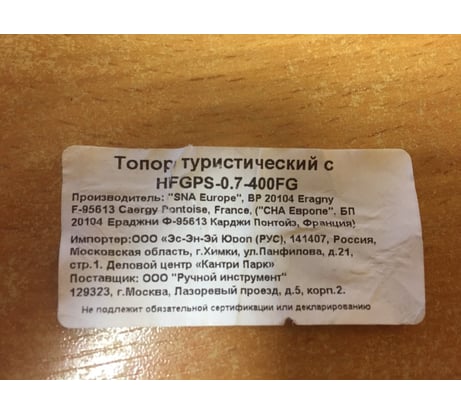 Топор туристический с
HFGPS-0.7-400FG
Производитель: "SNA Europe", BP 20104 Eragny
F-95613 Caergy Pontoise, France, ("СНА Европе", БП
20104 Ераджни Ф-95613 Карджи Понтойз, Франция)
Импортер:ООО «Эс-Эн-Эй Юроп (РУС), 141407, Россия,
Московская область, г.Химки, ул.Панфилова, д.21,
стр.1. Деловой центр «Кантри Парк»
Поставщик: ООО "Ручной инструмент"
129323, г.Москва, Лазоревый проезд, д.5, корп.2.
Не подлежит обязательной сертификации или декларированию